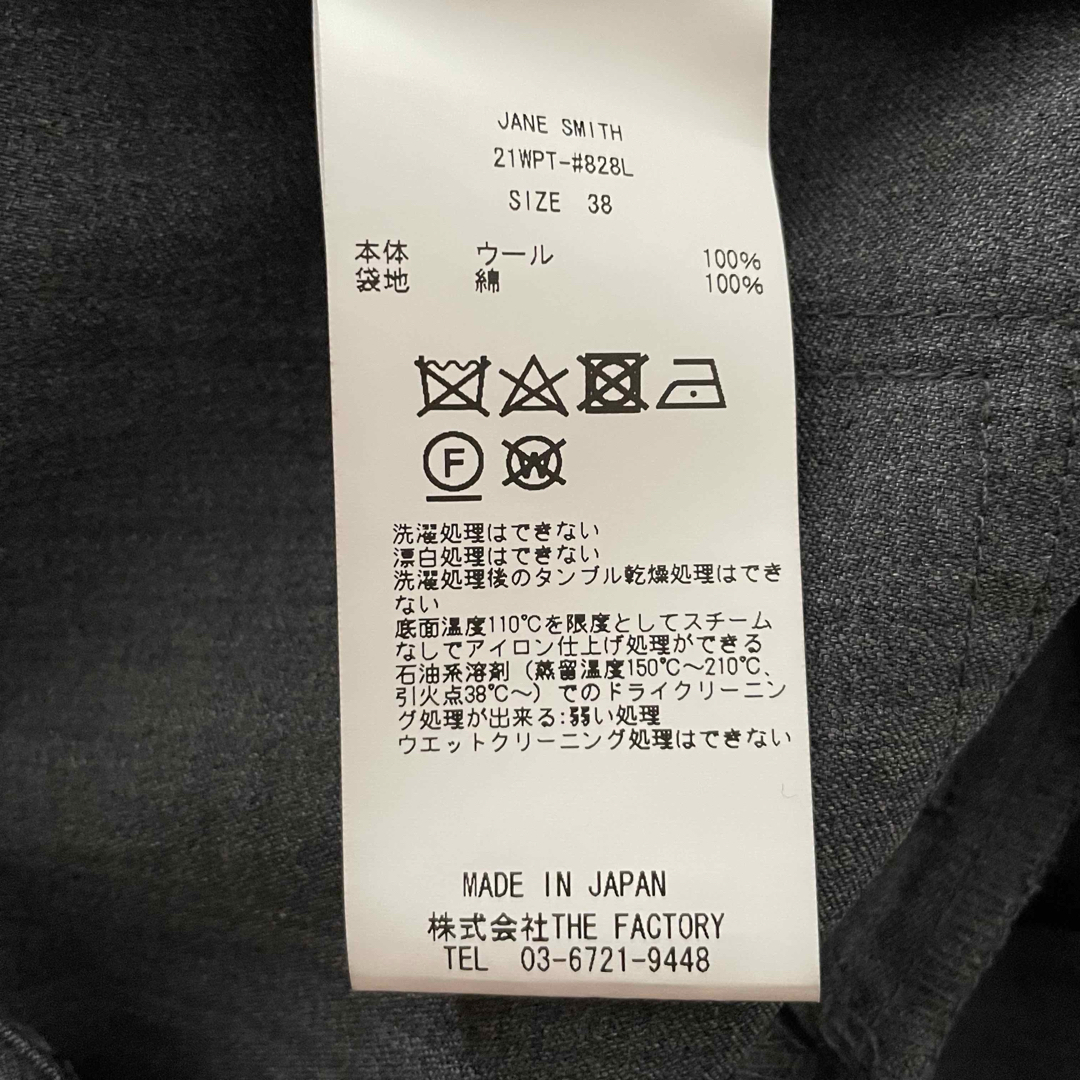 JANE SMITH
21WPT-#828L
SIZE 38
本体 ウール 100%
袋地 綿 100%
F
W
洗濯処理はできない
漂白処理はできない
洗濯処理後のタンブル乾燥処理はでき
ない
底面温度110℃を限度としてスチーム
なしでアイロン仕上げ処理ができる
石油系溶剤(蒸留温度150℃〜210℃、
引火点38℃〜)でのドライクリーニン
グ処理が出来る:弱い処理
ウエットクリーニング処理はできない
MADE IN JAPAN
株式会社THE FACTORY
TEL 03-6721-9448